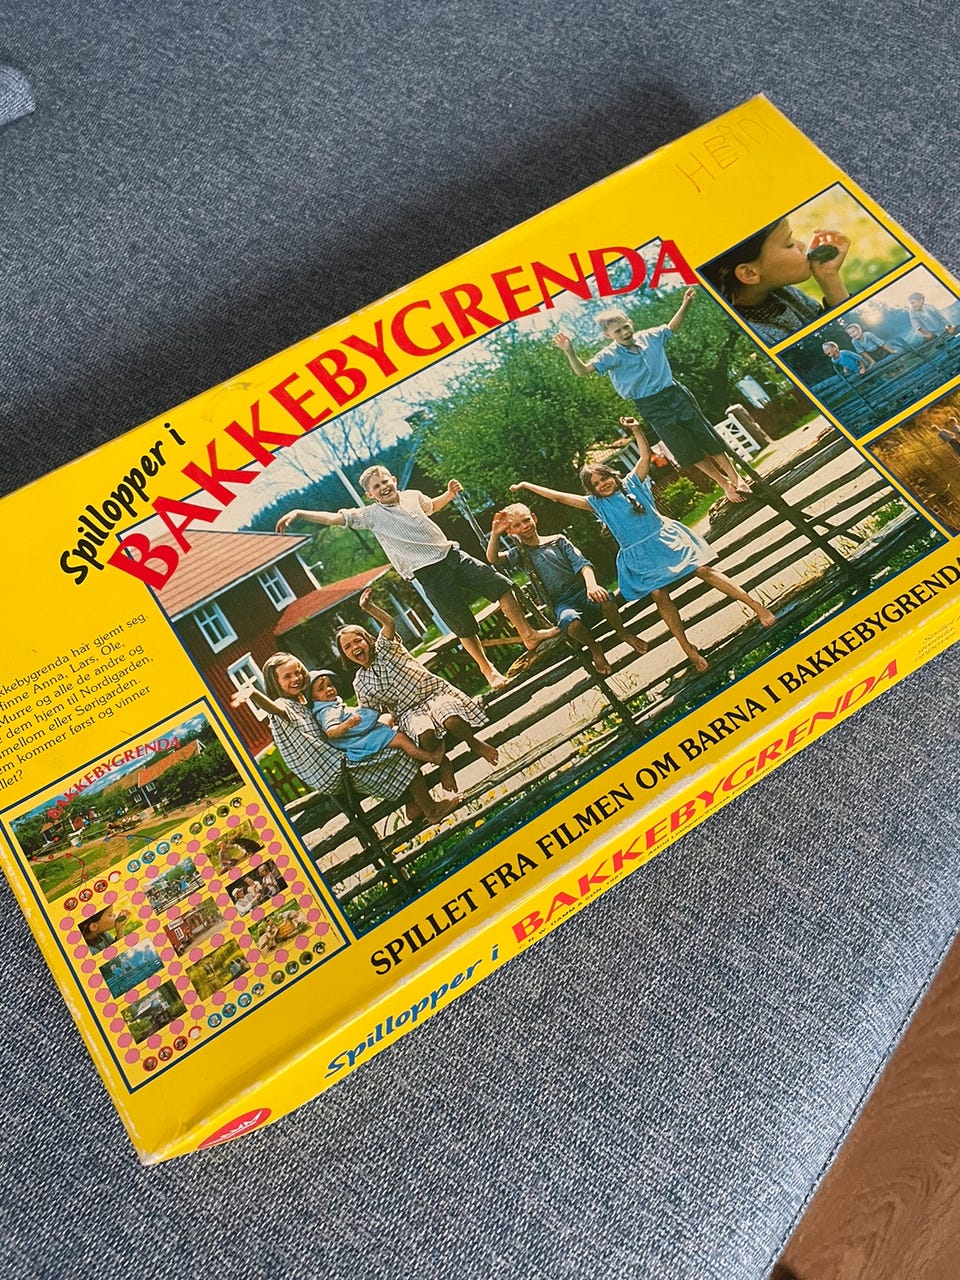 HEIDI
Spillopper i
BAKKEBYGRENDA
kkebygrenda har gjemt seg.
finne Anna, Lars, Ole,
Murre og alle de andre og
dem hjem til Nordigarden,
mellom eller Sørigarden.
em kommer først og vinner
llet?
BAKKEBYGRENDA
SPILLET FRA FILMEN OM BARNA I BAKKEBYGRENDA
Spillopper i
BAKKEBYGRENDA